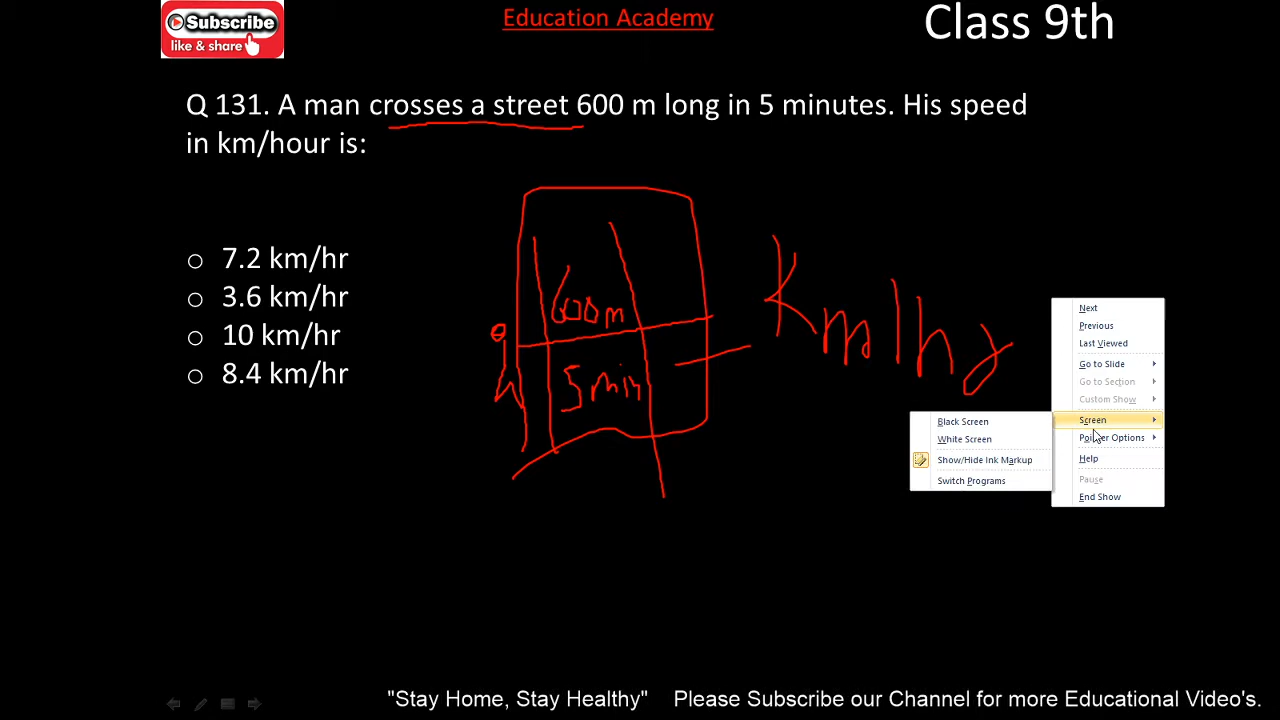 Subscribe
like & share
Education Academy
Class 9th
Q 131. A man crosses a street 600 m long in 5 minutes. His speed
in km/hour is:
o 7.2 km/hr
o 3.6 km/hr
o 10 km/hr
o 8.4 km/hr
600 m
5 min
Km/hr
Next
Previous
Last Viewed
Go to Slide
Go to Section
Custom Show
Screen
Pointer Options
Help
Pause
End Show
Black Screen
White Screen
Show/Hide Ink Markup
Switch Programs
"Stay Home, Stay Healthy" Please Subscribe our Channel for more Educational Video's.